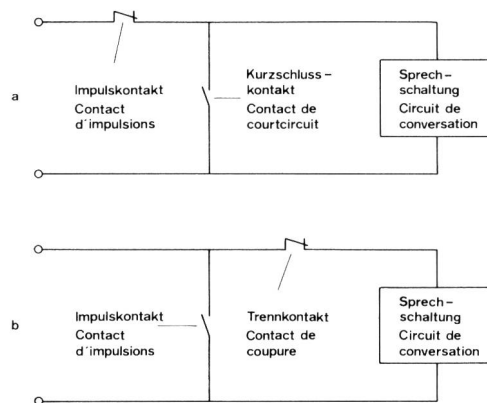 a
Impulskontakt
Contact
d'impulsions
Kurzschluss-
kontakt
Contact de
courtcircuit
Sprech-
schaltung
Circuit de
conversation
b
Impulskontakt
Contact
d'impulsions
Trennkontakt
Contact de
coupure
Sprech-
schaltung
Circuit de
conversation